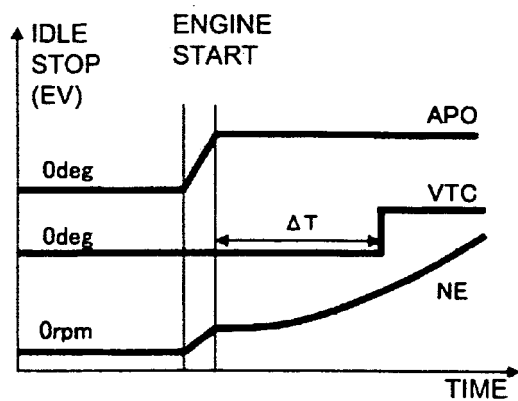 IDLE
STOP
(EV)
ENGINE
START
APO
0deg
VTC
0deg
ΔT
NE
0rpm
TIME